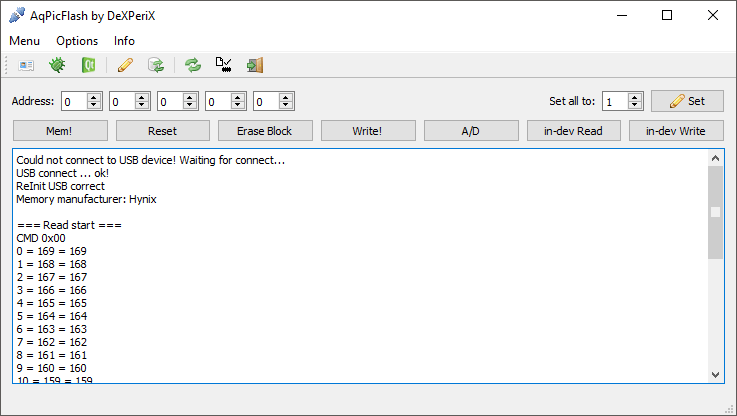 AqPicFlash by DeXPeriX
Menu Options Info
Qt
Address: 0 0 0 0 0 Set all to: 1 Set
Mem! Reset Erase Block Write! A/D in-dev Read in-dev Write
Could not connect to USB device! Waiting for connect...
USB connect ... ok!
ReInit USB correct
Memory manufacturer: Hynix
=== Read start ===
CMD 0x00
0 = 169 = 169
1 = 168 = 168
2 = 167 = 167
3 = 166 = 166
4 = 165 = 165
5 = 164 = 164
6 = 163 = 163
7 = 162 = 162
8 = 161 = 161
9 = 160 = 160
10 = 159 = 159